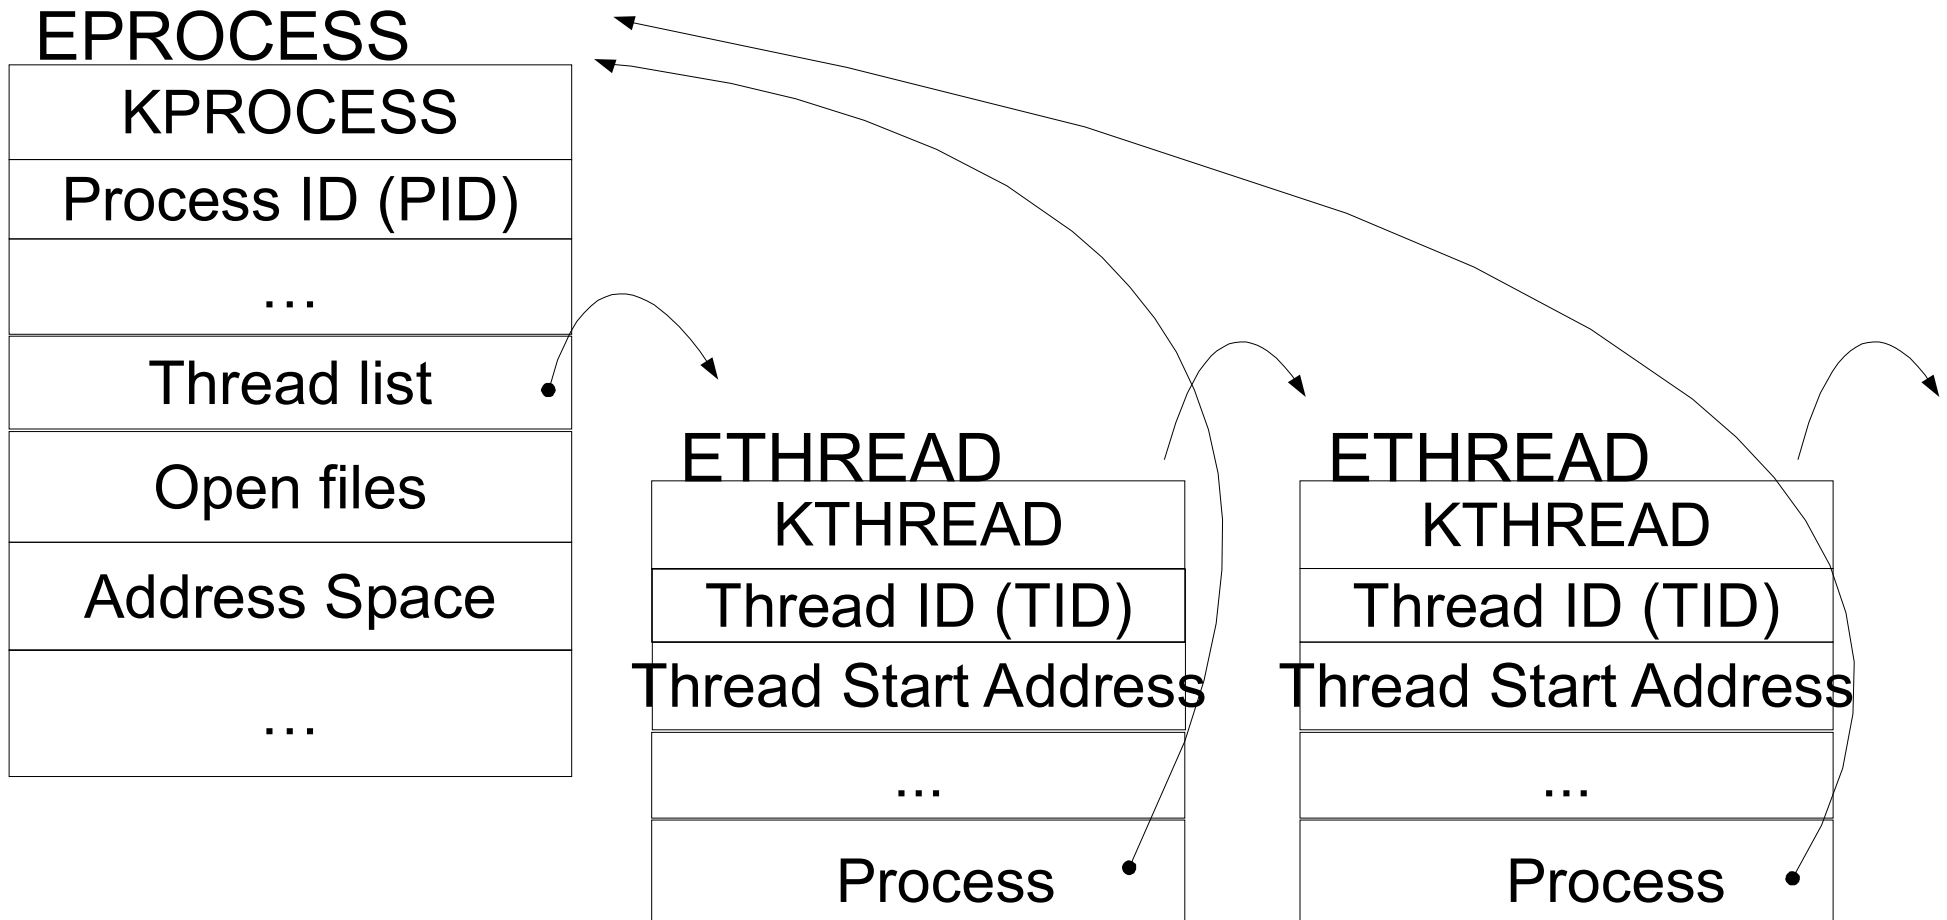 EPROCESS
KPROCESS
Process ID (PID)
…
Thread list
Open files
Address Space
…
ETHREAD
KTHREAD
Thread ID (TID)
Thread Start Address
...
Process
ETHREAD
KTHREAD
Thread ID (TID)
Thread Start Address
...
Process